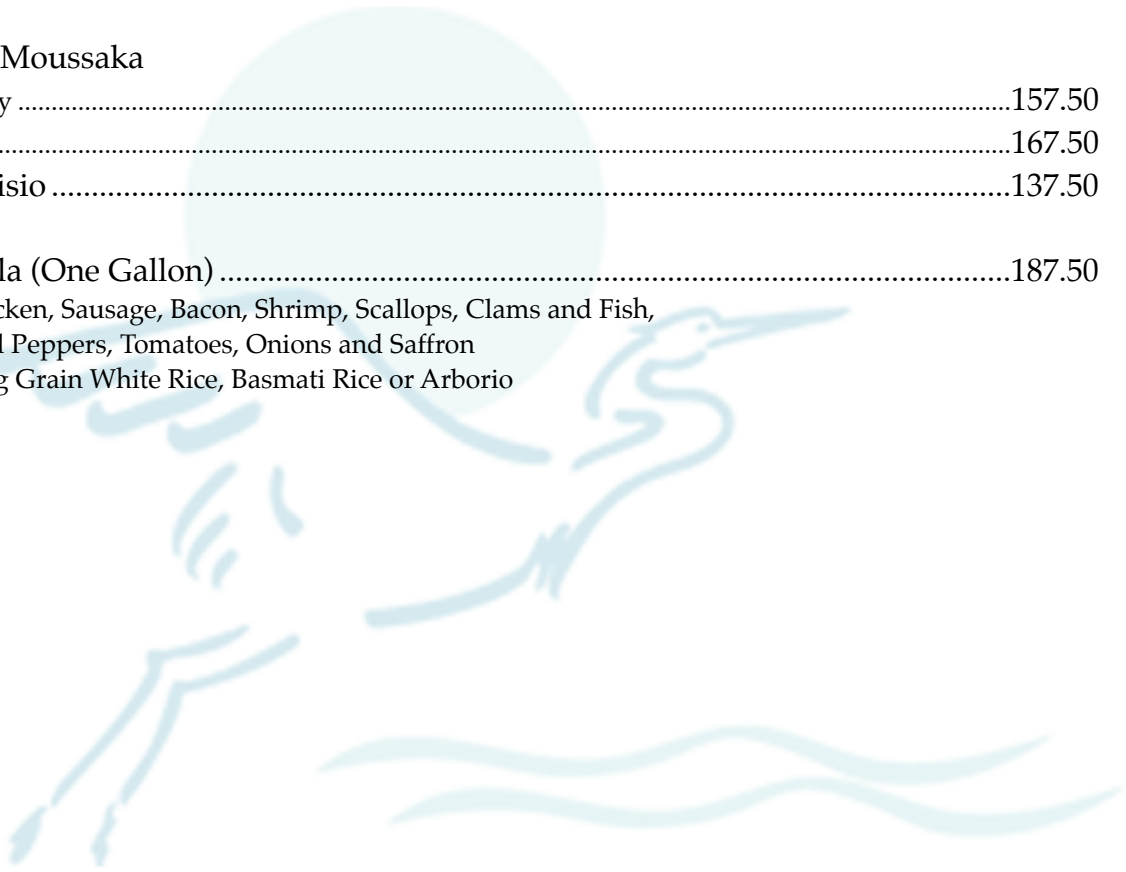 Moussaka
y ........................................................................................................................................................157.50
........................................................................................................................................................167.50
isio ........................................................................................................................137.50
la (One Gallon) ........................................................................................................................187.50
cken, Sausage, Bacon, Shrimp, Scallops, Clams and Fish,
l Peppers, Tomatoes, Onions and Saffron
g Grain White Rice, Basmati Rice or Arborio